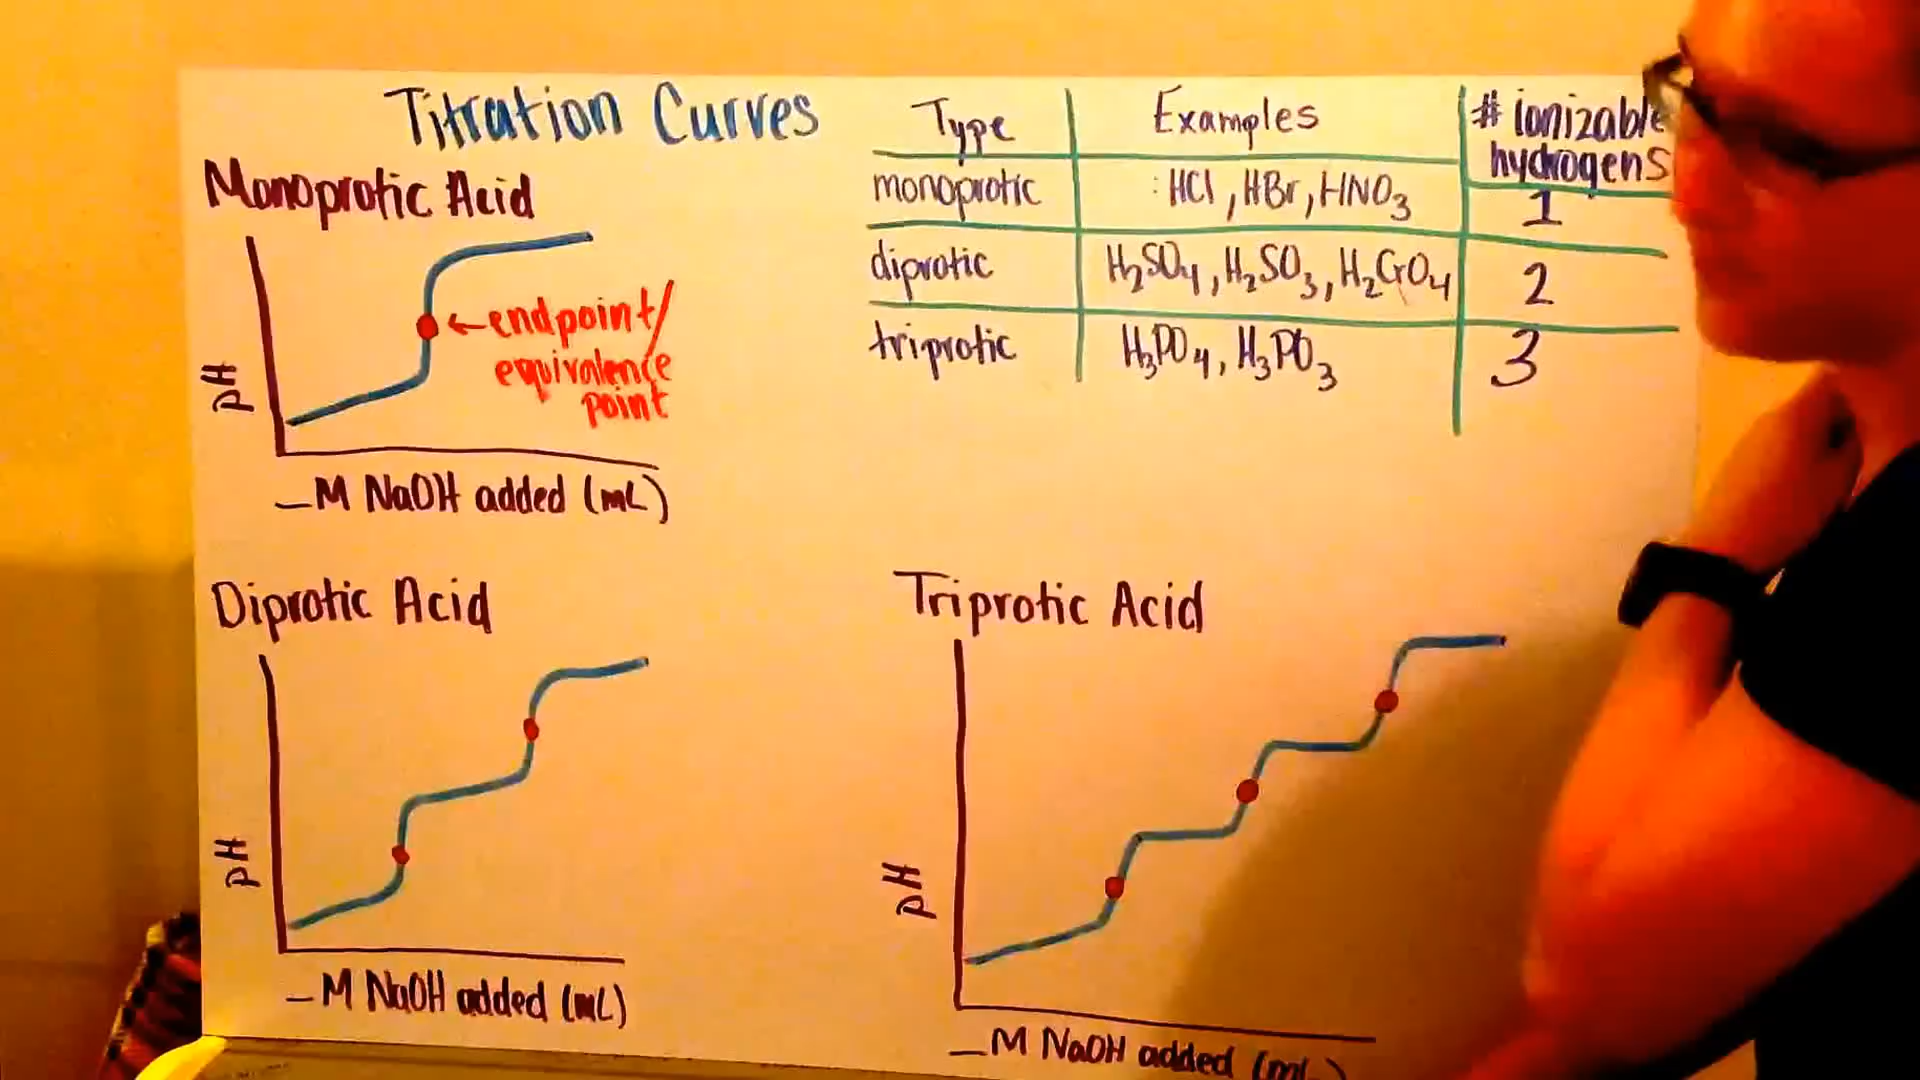 Titration Curves
Monoprotic Acid
←endpoint/
equivalence
point
pH
_M NaOH added (mL)
Type Examples # ionizable
hydrogens
monoprotic : HCl, HBr, HNO₃ 1
diprotic H₂SO₄, H₂SO₃, H₂CrO₄ 2
triprotic H₃PO₄, H₃PO₃ 3
Diprotic Acid
pH
_M NaOH added (mL)
Triprotic Acid
pH
_M NaOH added (mL)